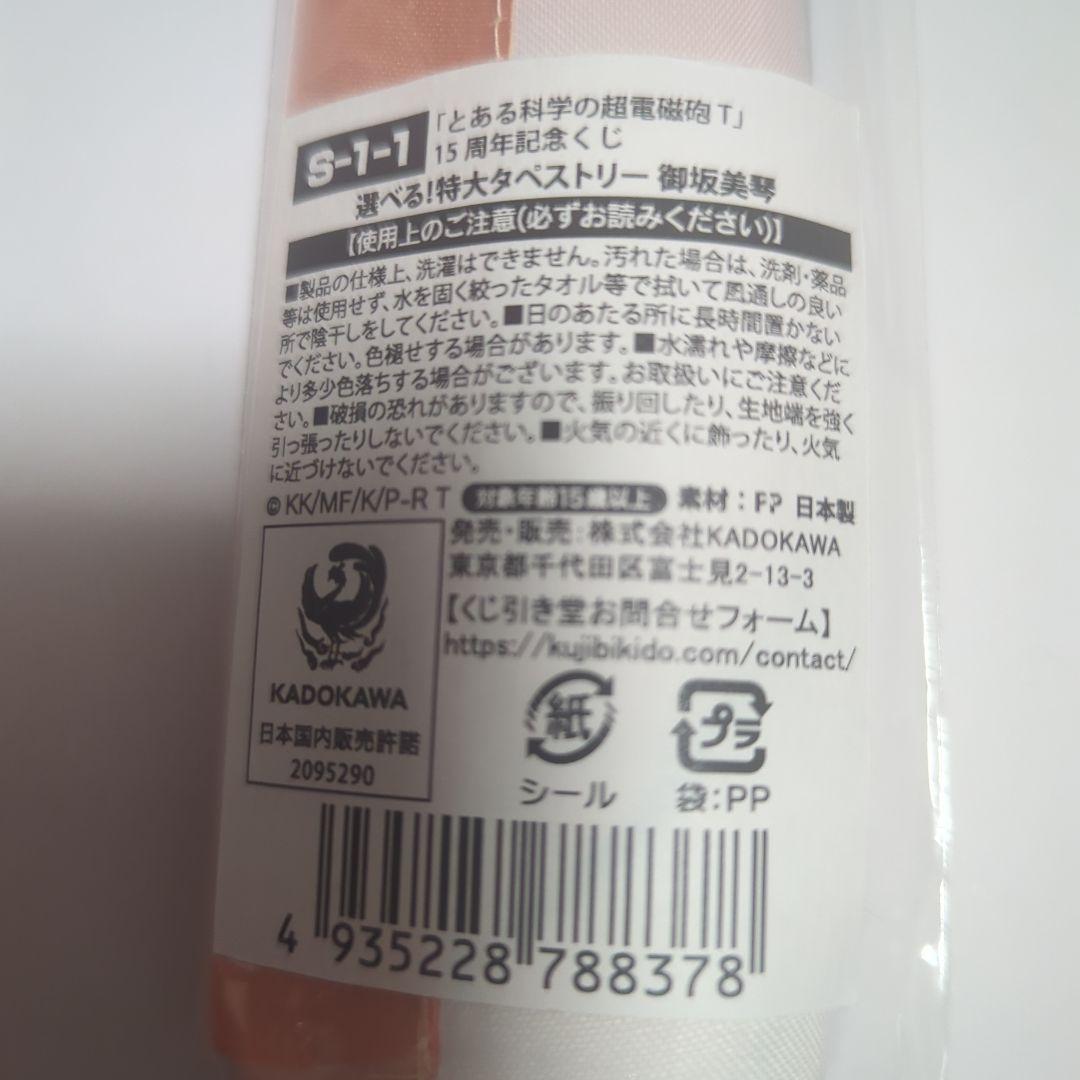 S-1-1
「とある科学の超電磁砲T」
15周年記念くじ
選べる!特大タペストリー 御坂美琴
【使用上のご注意(必ずお読みください)】
■製品の仕様上、洗濯はできません。汚れた場合は、洗剤・薬品
等は使用せず、水を固く絞ったタオル等で拭いて風通しの良い
所で陰干しをしてください。■日のあたる所に長時間置かない
でください。色褪せする場合があります。■水濡れや摩擦などに
より多少色落ちする場合がございます。お取扱いにご注意くだ
さい。■破損の恐れがありますので、振り回したり、生地端を強く
引っ張ったりしないでください。■火気の近くに飾ったり、火気
に近づけないでください。
©KK/MF/K/P-R T 対象年齢15歳以上 素材: 日本製
発売・販売:株式会社KADOKAWA
東京都千代田区富士見2-13-3
【くじ引き堂お問合せフォーム】
https://kujibikido.com/contact/
KADOKAWA
日本国内販売許諾
2095290
紙
シール
プラ
袋:PP
4 935228 788378